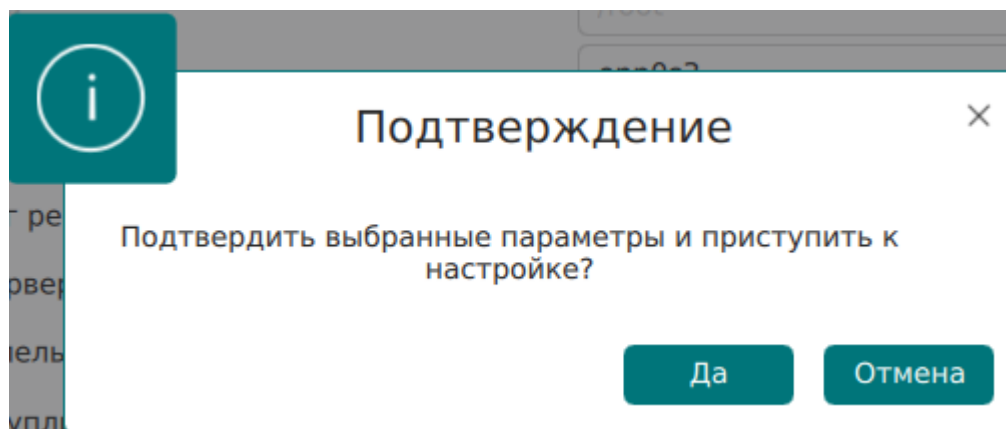 Подтверждение
Подтвердить выбранные параметры и приступить к
настройке?
Да
Отмена